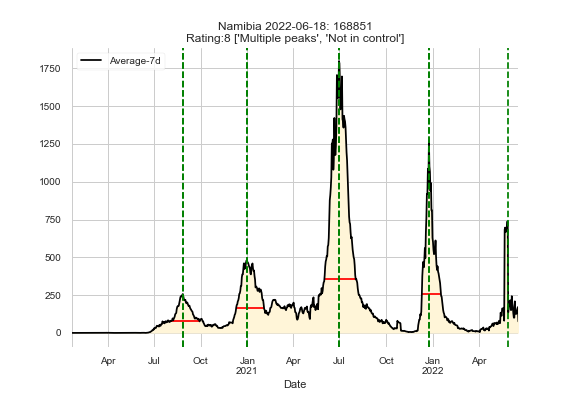 Namibia 2022-06-18: 168851
Rating:8 ['Multiple peaks', 'Not in control']
Average-7d
1750
1500
1250
1000
750
500
250
0
Apr Jul Oct Jan Apr Jul Oct Jan Apr
2021 2022
Date